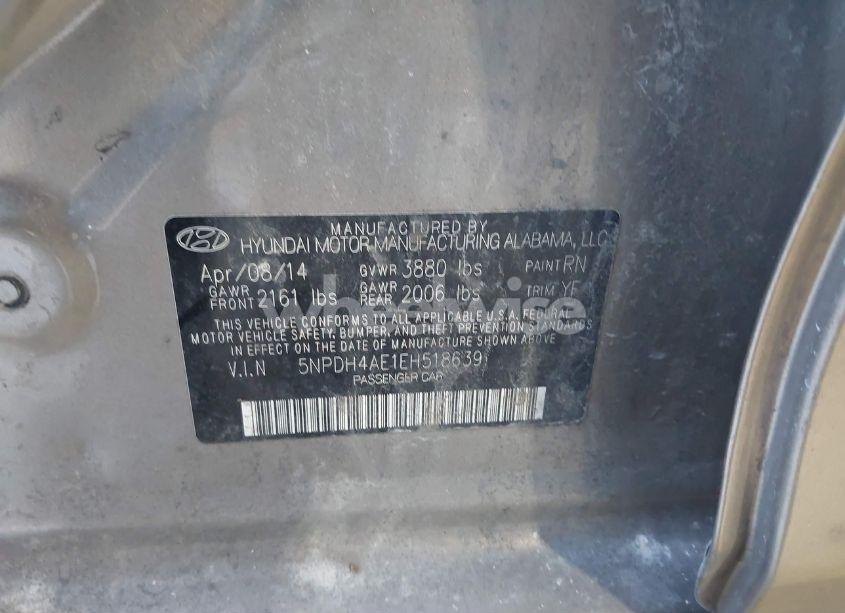 MANUFACTURED BY
HYUNDAI MOTOR MANUFACTURING ALABAMA, LLC
Apr/08/14 GVWR 3880 lbs PAINT RN
GAWR FRONT 2161 lbs GAWR REAR 2006 lbs TRIM YF
THIS VEHICLE CONFORMS TO ALL APPLICABLE U.S.A. FEDERAL
MOTOR VEHICLE SAFETY, BUMPER, AND THEFT PREVENTION STANDARDS
IN EFFECT ON THE DATE OF MANUFACTURE SHOWN ABOVE.
V.I.N 5NPDH4AE1EH518639
PASSENGER CAR
Wheelwise